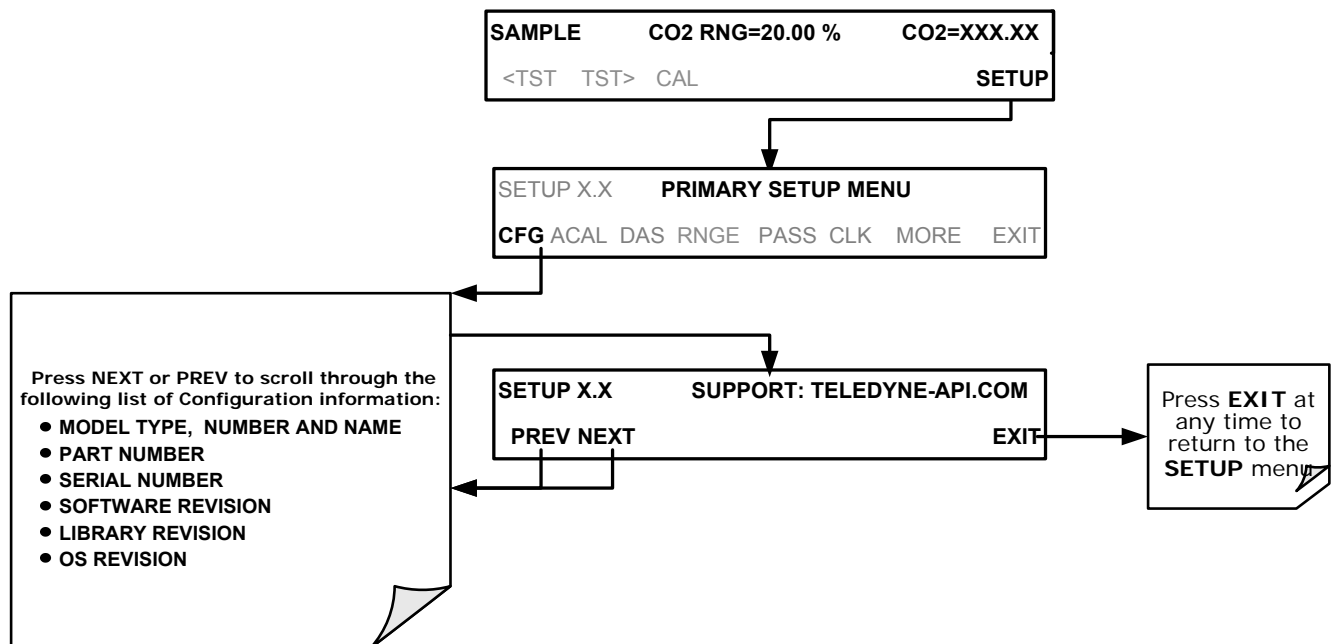 SAMPLE CO2 RNG=20.00 % CO2=XXX.XX
<TST TST> CAL SETUP
SETUP X.X PRIMARY SETUP MENU
CFG ACAL DAS RNGE PASS CLK MORE EXIT
Press NEXT or PREV to scroll through the
following list of Configuration information:
● MODEL TYPE, NUMBER AND NAME
● PART NUMBER
● SERIAL NUMBER
● SOFTWARE REVISION
● LIBRARY REVISION
● OS REVISION
SETUP X.X SUPPORT: TELEDYNE-API.COM
PREV NEXT EXIT
Press EXIT at
any time to
return to the
SETUP menu